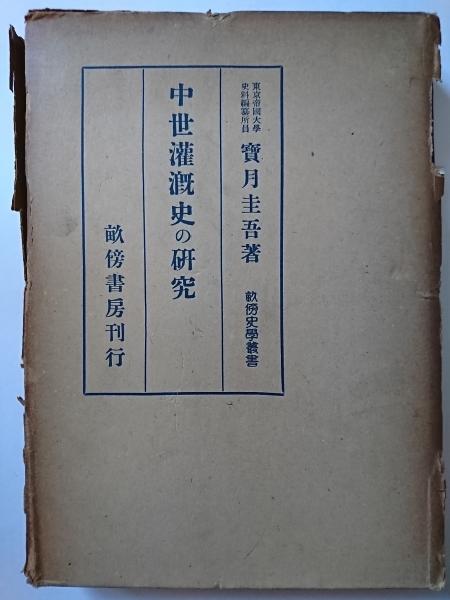 東京帝國大學
史料編纂所員
寶月圭吾著
畝傍史學叢書
中世灌漑史の研究
畝傍書房刊行